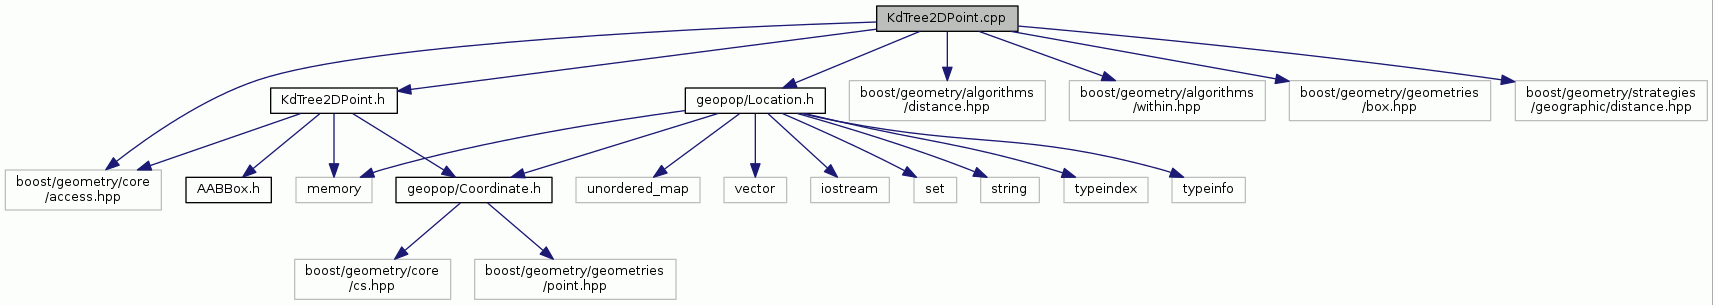 KdTree2DPoint.cpp
KdTree2DPoint.h
geopop/Location.h
boost/geometry/algorithms
/distance.hpp
boost/geometry/algorithms
/within.hpp
boost/geometry/geometries
/box.hpp
boost/geometry/strategies
/geographic/distance.hpp
boost/geometry/core
/access.hpp
AABBox.h
memory
geopop/Coordinate.h
unordered_map
vector
iostream
set
string
typeindex
typeinfo
boost/geometry/core
/cs.hpp
boost/geometry/geometries
/point.hpp